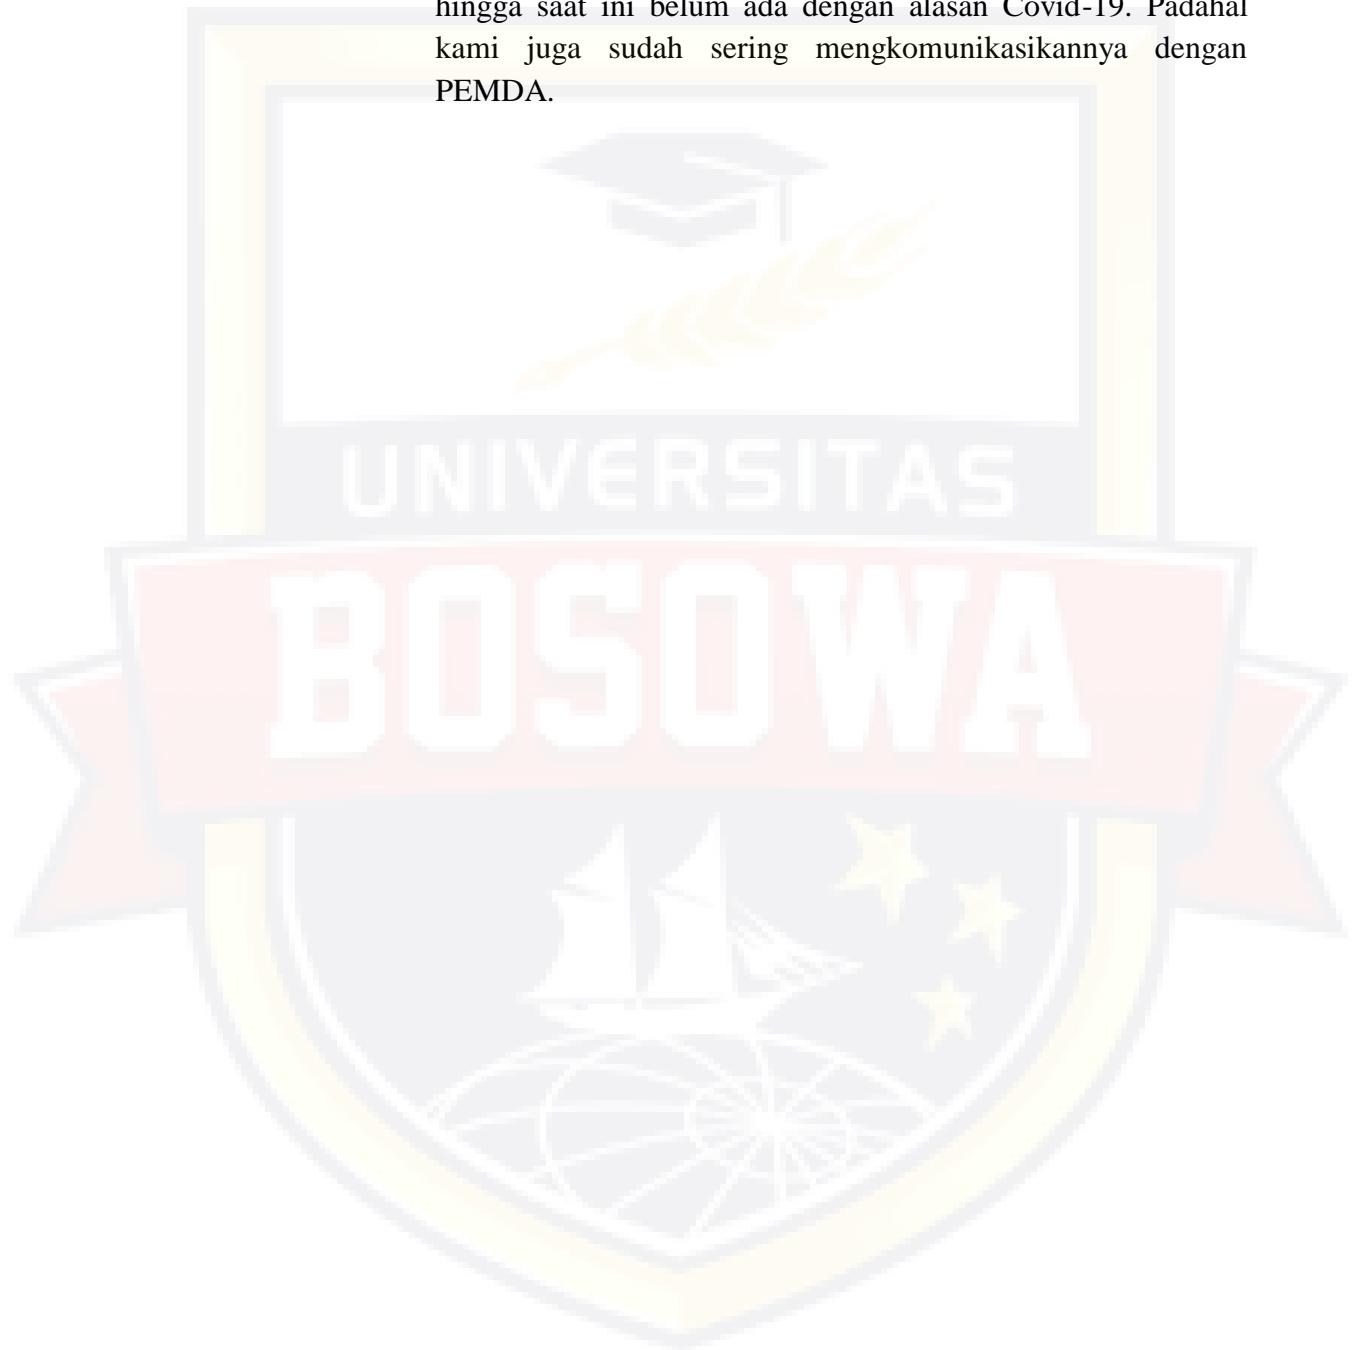 hingga saat ini belum ada dengan alasan Covid-19. Padahal
kami juga sudah sering mengkomunikasikannya dengan
PEMDA.
UNIVERSITAS
BOSOWA